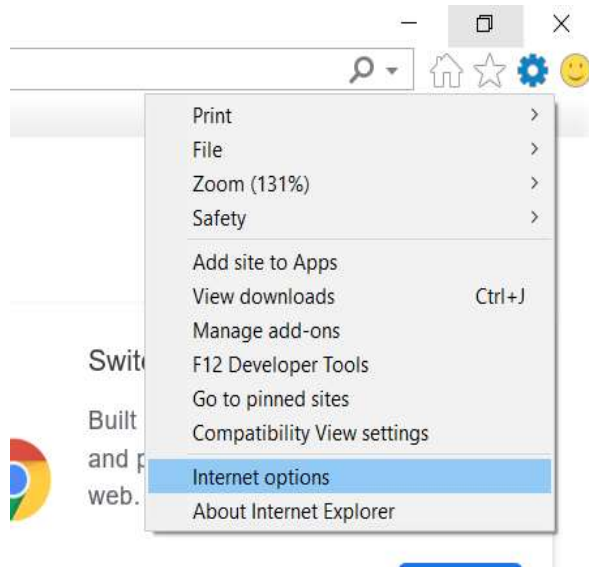 Print
File
Zoom (131%)
Safety
Add site to Apps
View downloads Ctrl+J
Manage add-ons
F12 Developer Tools
Go to pinned sites
Compatibility View settings
Internet options
About Internet Explorer
Built
and
web.